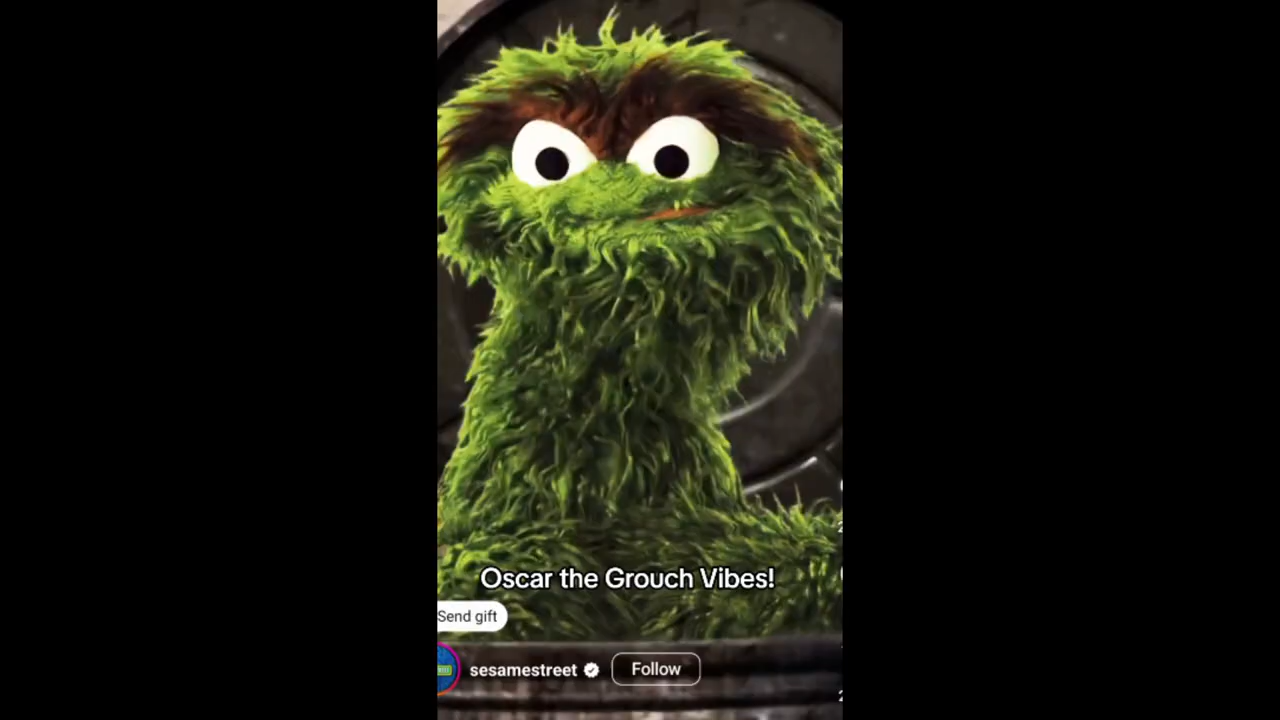 Oscar the Grouch Vibes!
Send gift
sesamestreet
Follow